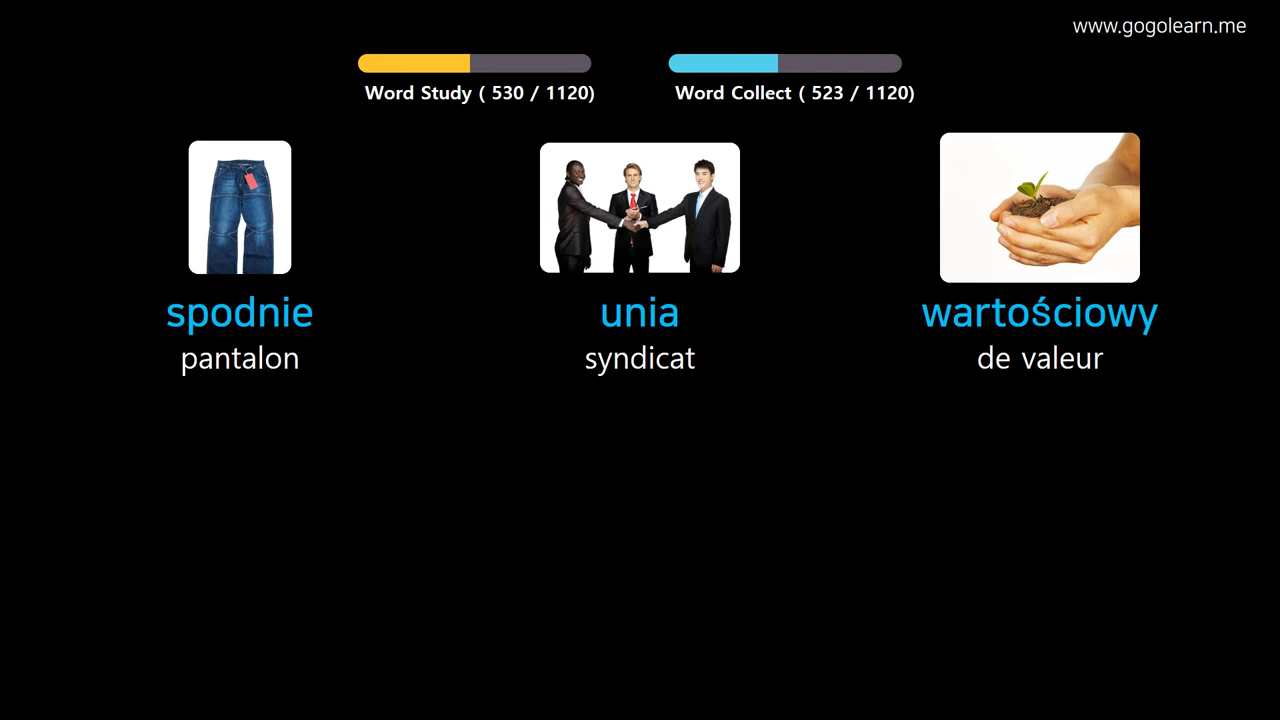 www.gogolearn.me
Word Study ( 530 / 1120)
Word Collect ( 523 / 1120)
spodnie
pantalon
unia
syndicat
wartościowy
de valeur